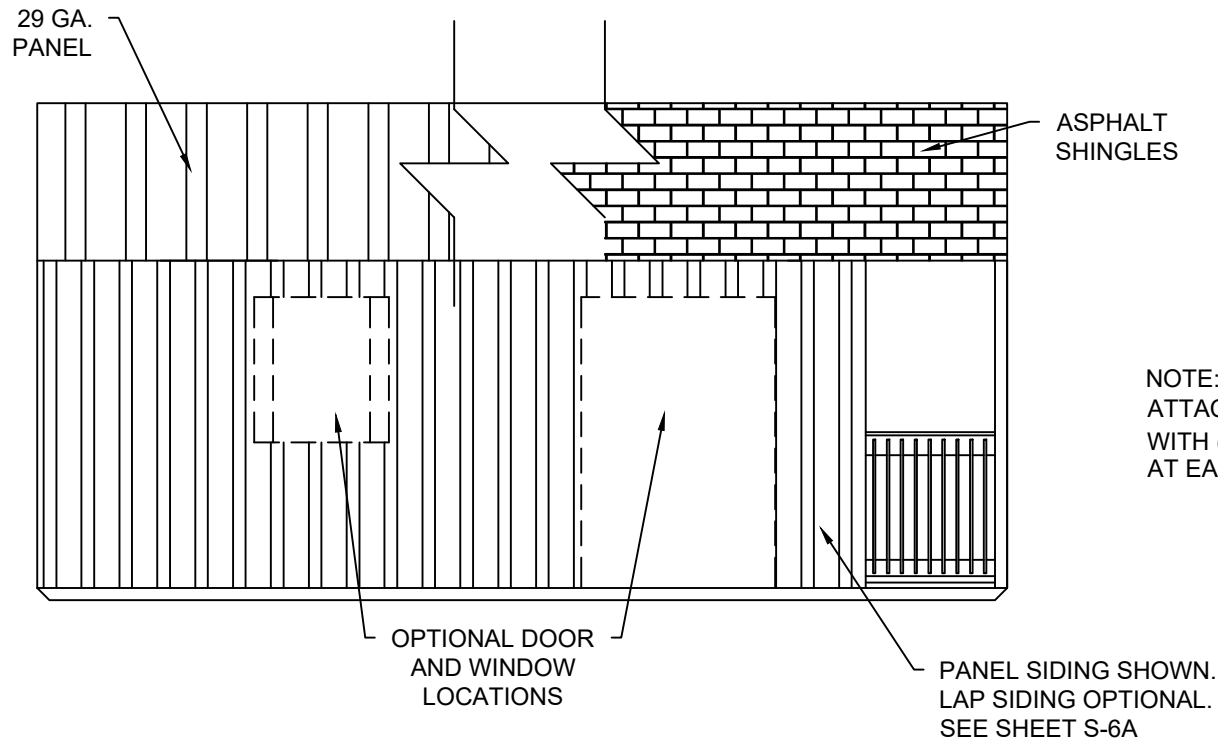 29 GA.
PANEL
ASPHALT
SHINGLES
NOTE:
WITH
OPTIONAL DOOR
AND WINDOW
LOCATIONS
PANEL SIDING SHOWN.
LAP SIDING OPTIONAL.
SEE SHEET S-6A